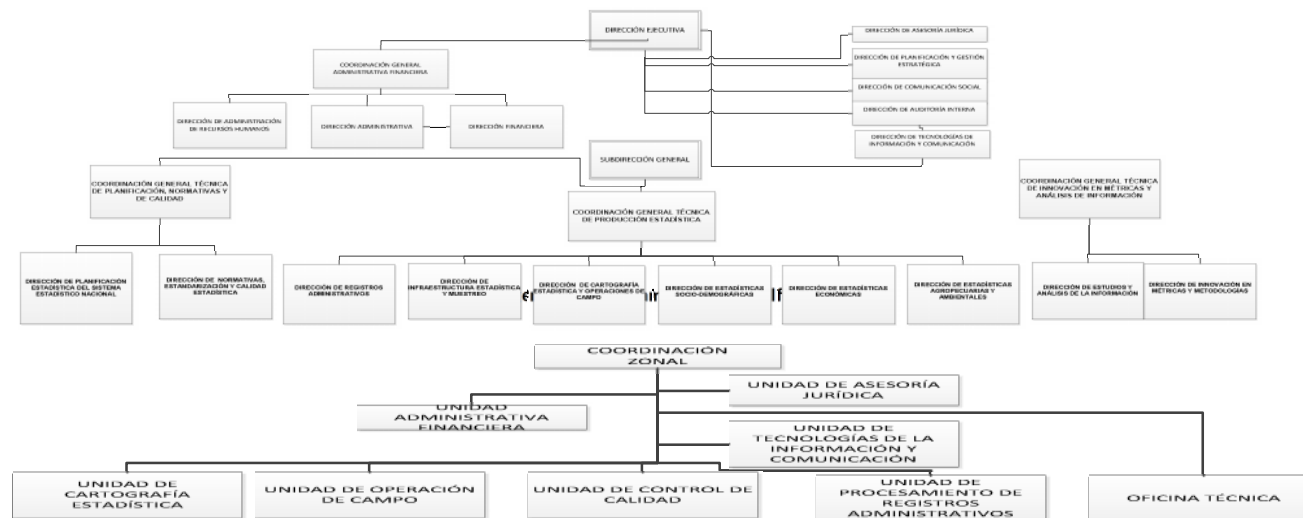 DIRECCIÓN EJECUTIVA
DIRECCIÓN DE ASESORÍA JURÍDICA
COORDINACIÓN GENERAL
ADMINISTRATIVA FINANCIERA
DIRECCIÓN DE PLANIFICACIÓN Y GESTIÓN
ESTRATÉGICA
DIRECCIÓN DE COMUNICACIÓN SOCIAL
DIRECCIÓN DE AUDITORÍA INTERNA
DIRECCIÓN DE ADMINISTRACIÓN
DE RECURSOS HUMANOS
DIRECCIÓN ADMINISTRATIVA
DIRECCIÓN FINANCIERA
DIRECCIÓN DE TECNOLOGÍAS DE
INFORMACIÓN Y COMUNICACIÓN
SUBDIRECCIÓN GENERAL
COORDINACIÓN GENERAL TÉCNICA
DE PLANIFICACIÓN, NORMATIVAS Y
DE CALIDAD
COORDINACIÓN GENERAL TÉCNICA
DE PRODUCCIÓN ESTADÍSTICA
COORDINACIÓN GENERAL TÉCNICA
DE INNOVACIÓN EN MÉTRICAS Y
ANÁLISIS DE INFORMACIÓN
DIRECCIÓN DE PLANIFICACIÓN
ESTADÍSTICA DEL SISTEMA
ESTADÍSTICO NACIONAL
DIRECCIÓN DE NORMATIVAS,
ESTANDARIZACIÓN Y CALIDAD
ESTADÍSTICA
DIRECCIÓN DE REGISTROS
ADMINISTRATIVOS
DIRECCIÓN DE
INFRAESTRUCTURA ESTADÍSTICA
Y MUESTREO
DIRECCIÓN DE CARTOGRAFÍA
ESTADÍSTICA Y OPERACIONES DE
CAMPO
DIRECCIÓN DE ESTADÍSTICAS
SOCIO-DEMOGRÁFICAS
DIRECCIÓN DE ESTADÍSTICAS
ECONÓMICAS
DIRECCIÓN DE ESTADÍSTICAS
AGROPECUARIAS Y
AMBIENTALES
DIRECCIÓN DE ESTUDIOS Y
ANÁLISIS DE LA INFORMACIÓN
DIRECCIÓN DE INNOVACIÓN EN
MÉTRICAS Y METODOLOGÍAS
COORDINACIÓN
ZONAL
UNIDAD DE ASESORÍA
JURÍDICA
UNIDAD
ADMINISTRATIVA
FINANCIERA
UNIDAD DE
TECNOLOGÍAS DE LA
INFORMACIÓN Y
COMUNICACIÓN
UNIDAD DE
CARTOGRAFÍA
ESTADÍSTICA
UNIDAD DE OPERACIÓN
DE CAMPO
UNIDAD DE CONTROL DE
CALIDAD
UNIDAD DE
PROCESAMIENTO DE
REGISTROS
ADMINISTRATIVOS
OFICINA TÉCNICA